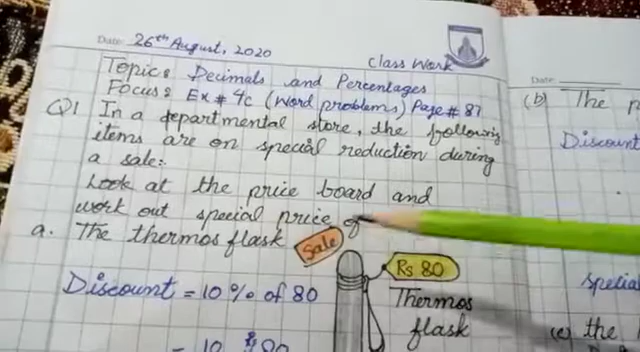 Date: 26th August, 2020
Class Work
Topic: Decimals and Percentages
Focus: Ex # 4c (Word problems) Page # 87
Q1 In a departmental store, the following
items are on special reduction during
a sale:
Look at the price board and
work out special price of
a. The thermos flask
Sale
Rs 80
Thermos
flask
Discount = 10% of 80
= 10 80
Date:
(b) The
Discount
special
(c) the